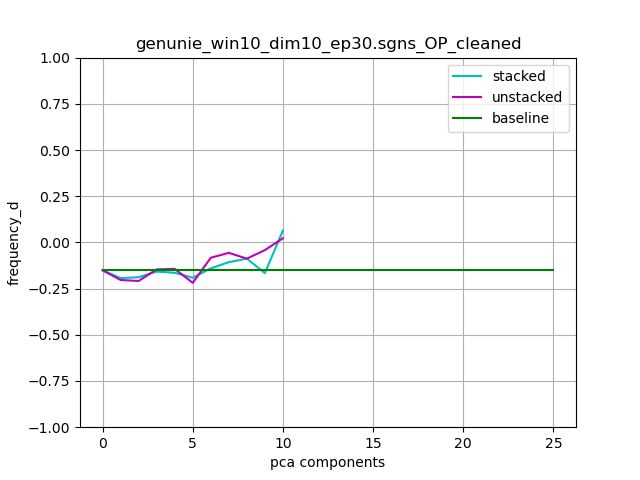 genunie_win10_dim10_ep30.sgns_OP_cleaned
1.00
0.75
0.50
0.25
0.00
−0.25
−0.50
−0.75
−1.00
frequency_d
stacked
unstacked
baseline
0 5 10 15 20 25
pca components